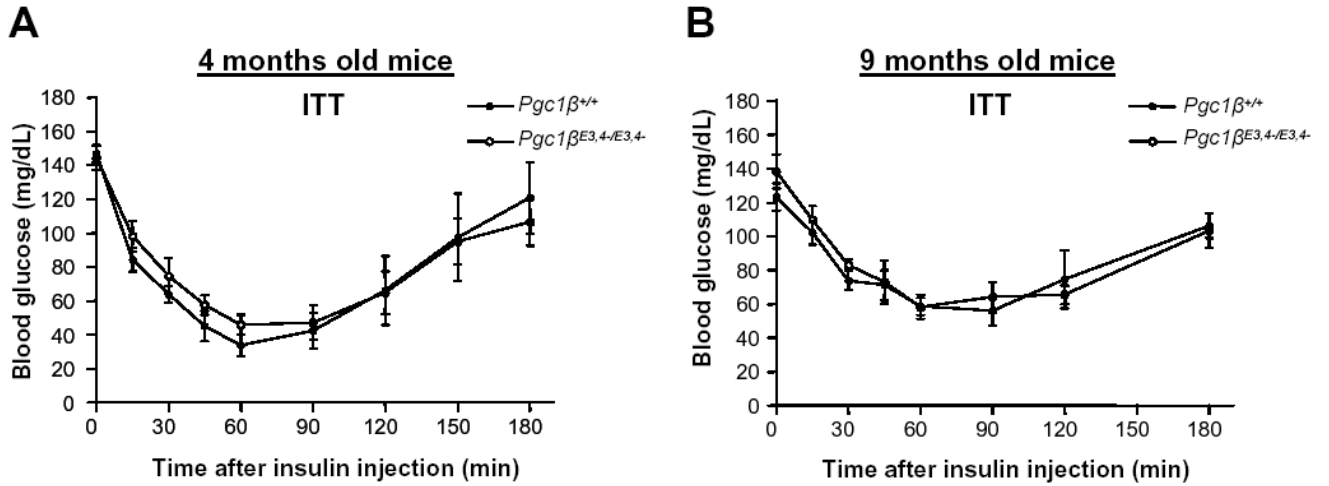 A
4 months old mice
ITT
Pgc1β+/+
Pgc1βE3,4-/E3,4-
Blood glucose (mg/dL)
180
160
140
120
100
80
60
40
20
0
0 30 60 90 120 150 180
Time after insulin injection (min)
B
9 months old mice
ITT
Pgc1β+/+
Pgc1βE3,4-/E3,4-
Blood glucose (mg/dL)
180
160
140
120
100
80
60
40
20
0
0 30 60 90 120 150 180
Time after insulin injection (min)